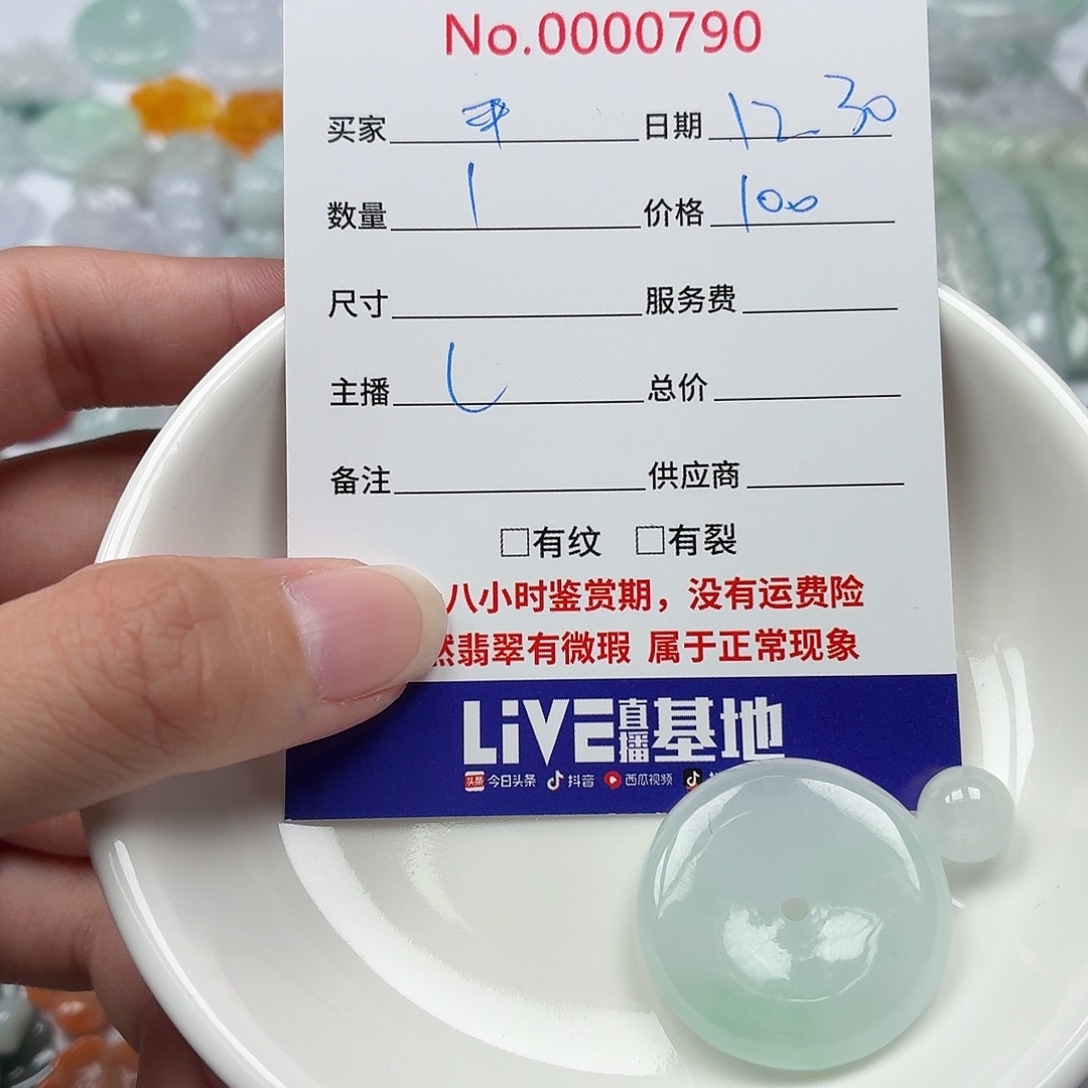 No.0000790
买家 平 日期 12 30
数量 1 价格 100
尺寸 服务费
主播 L 总价
备注 供应商
□有纹 □有裂
八小时鉴赏期，没有运费险
然翡翠有微瑕 属于正常现象
LiVE直播基地
头条 今日头条 抖音 西瓜视频